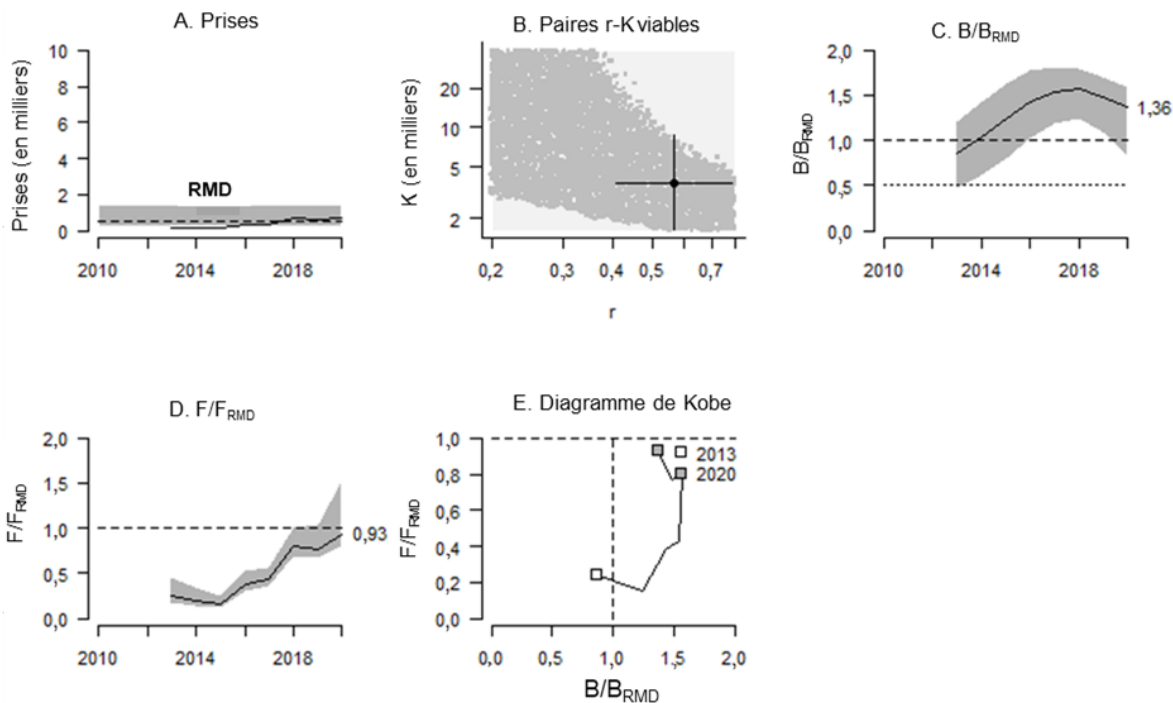 A. Prises
Prises (en milliers)
10
8
6
4
2
0
RMD
2010 2014 2018
B. Paires r-K viables
K (en milliers)
20
10
5
2
0,2 0,3 0,4 0,5 0,7
r
C. B/BRMD
B/BRMD
2,0
1,5
1,0
0,5
0,0
1,36
2010 2014 2018
D. F/FRMD
F/FRMD
2,0
1,5
1,0
0,5
0,0
0,93
2010 2014 2018
E. Diagramme de Kobe
F/FRMD
1,0
0,8
0,6
0,4
0,2
0,0
2013
2020
0,0 0,5 1,0 1,5 2,0
B/BRMD